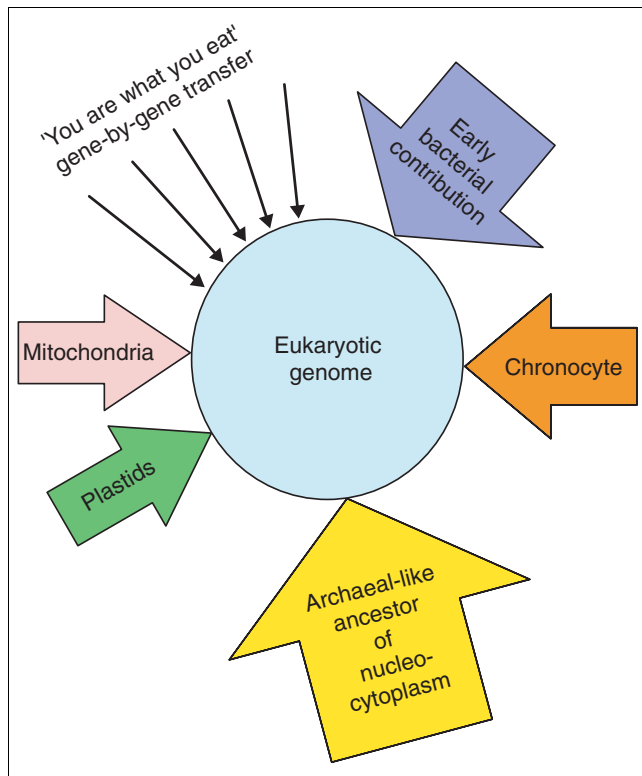 'You are what you eat'
gene-by-gene transfer
Early
bacterial
contribution
Mitochondria
Eukaryotic
genome
Chronocyte
Plastids
Archaeal-like
ancestor
of
nucleo-
cytoplasm